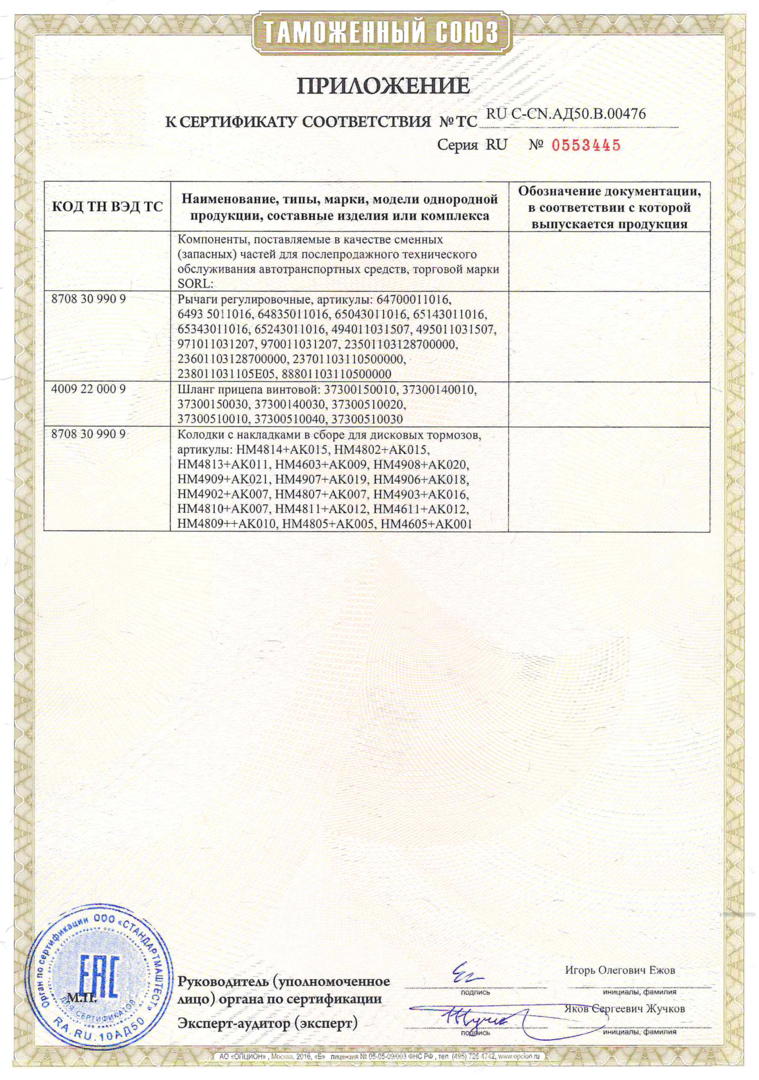 ТАМОЖЕННЫЙ СОЮЗ
ПРИЛОЖЕНИЕ
К СЕРТИФИКАТУ СООТВЕТСТВИЯ № ТС RU С-CN.АД50.В.00476
Серия RU № 0553445
КОД ТН ВЭД ТС
Наименование, типы, марки, модели однородной
продукции, составные изделия или комплекса
Обозначение документации,
в соответствии с которой
выпускается продукция
Компоненты, поставляемые в качестве сменных
(запасных) частей для послепродажного технического
обслуживания автотранспортных средств, торговой марки
SORL:
8708 30 990 9
Рычаги регулировочные, артикулы: 64700011016,
6493 5011016, 64835011016, 65043011016, 65143011016,
65343011016, 65243011016, 494011031507, 495011031507,
971011031207, 970011031207, 23501103128700000,
23601103128700000, 23701103110500000,
238011031105E05, 88801103110500000
4009 22 000 9
Шланг прицепа винтовой: 37300150010, 37300140010,
37300150030, 37300140030, 37300510020,
37300510010, 37300510040, 37300510030
8708 30 990 9
Колодки с накладками в сборе для дисковых тормозов,
артикулы: HM4814+AK015, HM4802+AK015,
HM4813+AK011, HM4603+AK009, HM4908+AK020,
HM4909+AK021, HM4907+AK019, HM4906+AK018,
HM4902+AK007, HM4807+AK007, HM4903+AK016,
HM4810+AK007, HM4811+AK012, HM4611+AK012,
HM4809++AK010, HM4805+AK005, HM4605+AK001
Орган по сертификации ООО «СТАНДАРТМАШТЕСТ»
ЕАС
ДЛЯ СЕРТИФИКАТОВ
RA.RU.10АД50
М.П.
Руководитель (уполномоченное
лицо) органа по сертификации
подпись
Игорь Олегович Ежов
инициалы, фамилия
Эксперт-аудитор (эксперт)
подпись
Яков Сергеевич Жучков
инициалы, фамилия
АО «ОПЦИОН», Москва, 2016, «Б» лицензия № 05-05-09/003 ФНС РФ, тел. (495) 726 4742, www.opcion.ru